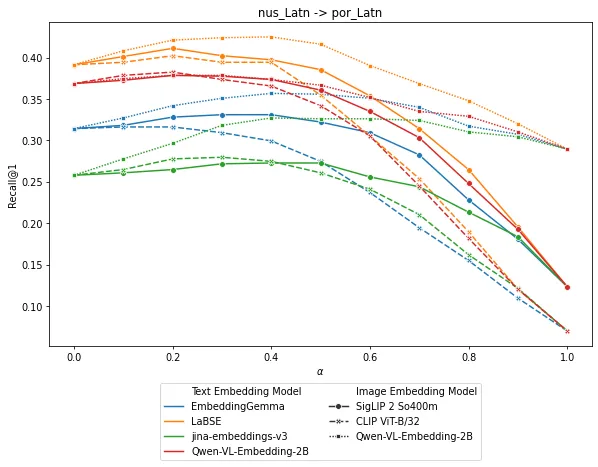 nus_Latn -> por_Latn
Recall@1
0.40
0.35
0.30
0.25
0.20
0.15
0.10
0.0 0.2 0.4 0.6 0.8 1.0
α
Text Embedding Model
EmbeddingGemma
LaBSE
jina-embeddings-v3
Qwen-VL-Embedding-2B
Image Embedding Model
SigLIP 2 So400m
CLIP ViT-B/32
Qwen-VL-Embedding-2B